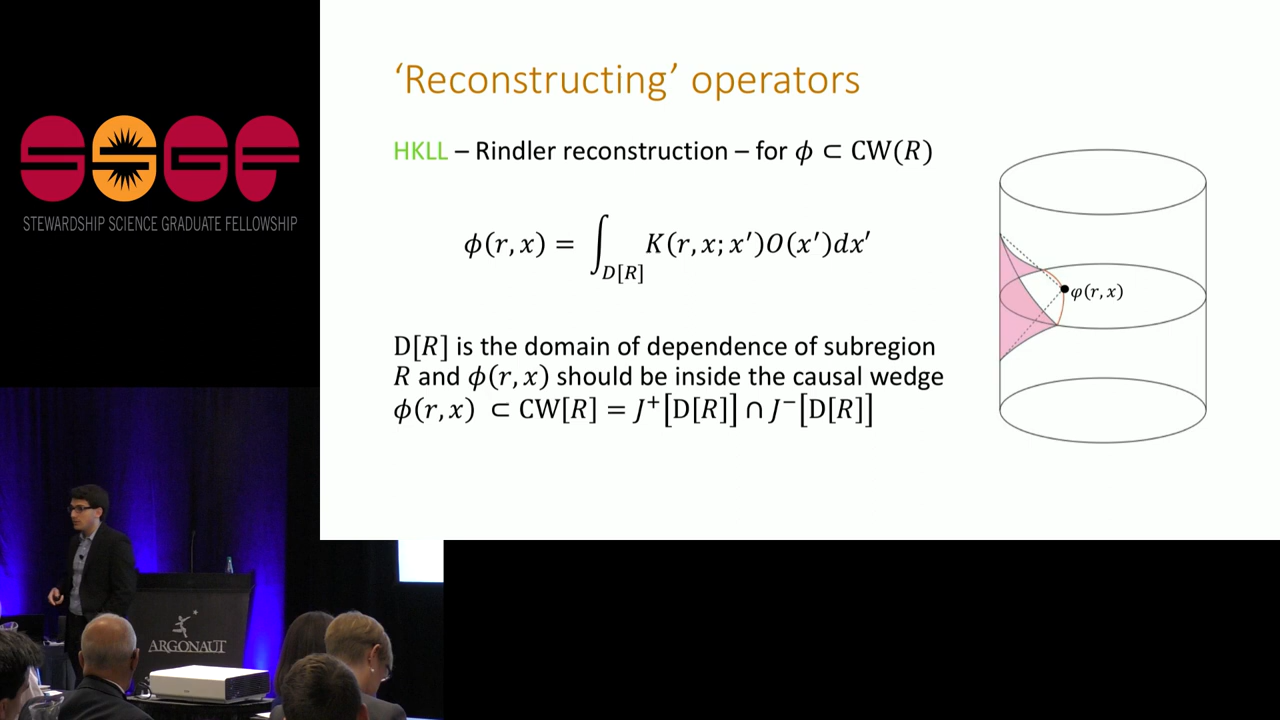 SSGF
STEWARDSHIP SCIENCE GRADUATE FELLOWSHIP
‘Reconstructing’ operators
HKLL – Rindler reconstruction – for ϕ ⊂ CW(R)
ϕ(r, x) = ∫_{D[R]} K(r, x; x′)O(x′)dx′
φ(r, x)
D[R] is the domain of dependence of subregion
R and ϕ(r, x) should be inside the causal wedge
ϕ(r, x) ⊂ CW[R] = J⁺[D[R]] ∩ J⁻[D[R]]
ARGONAUT